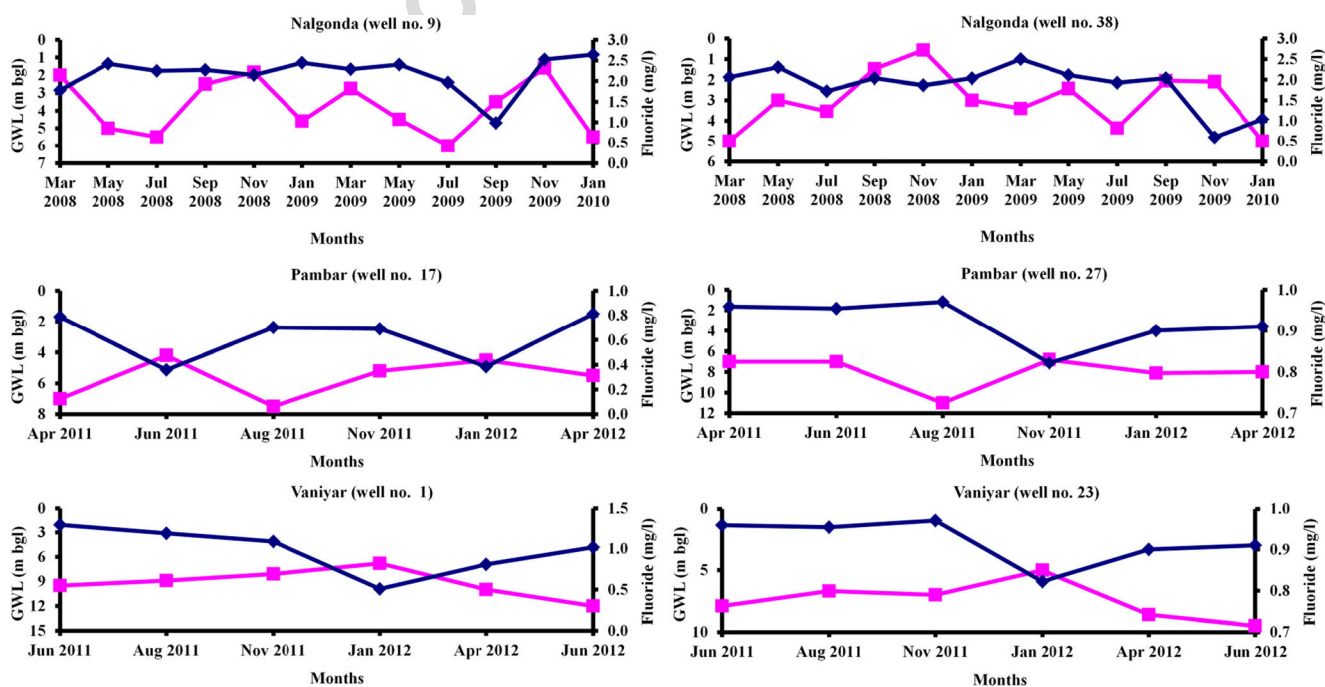 Nalgonda (well no. 9)
GWL (m bgl)
0
1
2
3
4
5
6
7
3.0
2.5
2.0
1.5
1.0
0.5
0.0
Fluoride (mg/l)
Mar May Jul Sep Nov Jan Mar May Jul Sep Nov Jan
2008 2008 2008 2008 2008 2009 2009 2009 2009 2009 2009 2010
Months
Nalgonda (well no. 38)
GWL (m bgl)
0
1
2
3
4
5
6
3.0
2.5
2.0
1.5
1.0
0.5
0.0
Fluoride (mg/l)
Mar May Jul Sep Nov Jan Mar May Jul Sep Nov Jan
2008 2008 2008 2008 2008 2009 2009 2009 2009 2009 2009 2010
Months
Pambar (well no. 17)
GWL (m bgl)
0
2
4
6
8
1.0
0.8
0.6
0.4
0.2
0.0
Fluoride (mg/l)
Apr 2011 Jun 2011 Aug 2011 Nov 2011 Jan 2012 Apr 2012
Months
Pambar (well no. 27)
GWL (m bgl)
0
2
4
6
8
10
12
1.0
0.9
0.8
0.7
Fluoride (mg/l)
Apr 2011 Jun 2011 Aug 2011 Nov 2011 Jan 2012 Apr 2012
Months
Vaniyar (well no. 1)
GWL (m bgl)
0
3
6
9
12
15
1.5
1.0
0.5
0.0
Fluoride (mg/l)
Jun 2011 Aug 2011 Nov 2011 Jan 2012 Apr 2012 Jun 2012
Months
Vaniyar (well no. 23)
GWL (m bgl)
0
5
10
1.0
0.9
0.8
0.7
Fluoride (mg/l)
Jun 2011 Aug 2011 Nov 2011 Jan 2012 Apr 2012 Jun 2012
Months